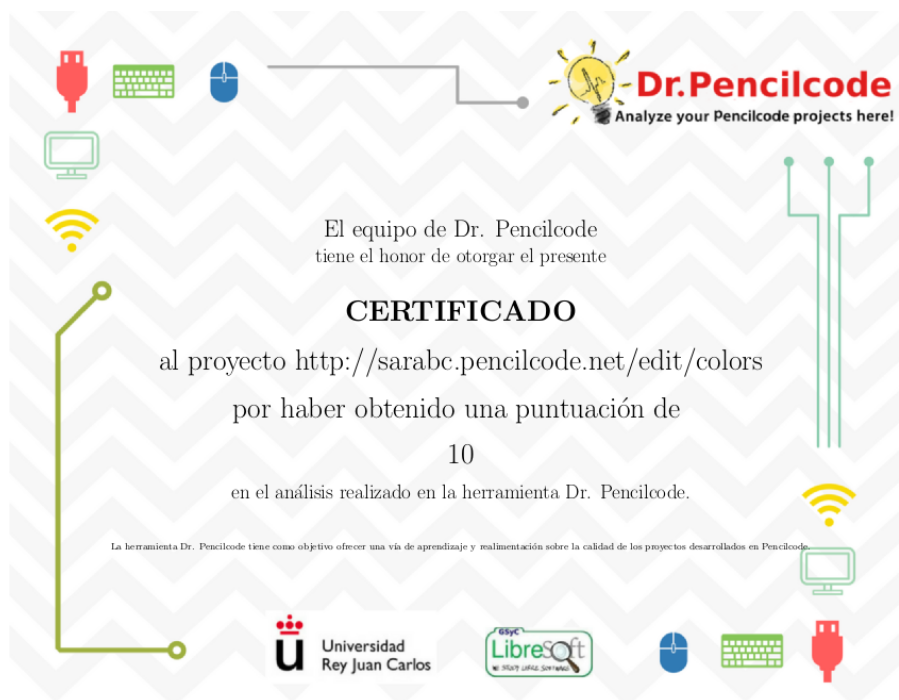 Dr.Pencilcode
Analyze your Pencilcode projects here!
El equipo de Dr. Pencilcode
tiene el honor de otorgar el presente
CERTIFICADO
al proyecto http://sarabc.pencilcode.net/edit/colors
por haber obtenido una puntuación de
10
en el análisis realizado en la herramienta Dr. Pencilcode.
La herramienta Dr. Pencilcode tiene como objetivo ofrecer una vía de aprendizaje y realimentación sobre la calidad de los proyectos desarrollados en Pencilcode.
Universidad
Rey Juan Carlos
GSyC
LibreSoft